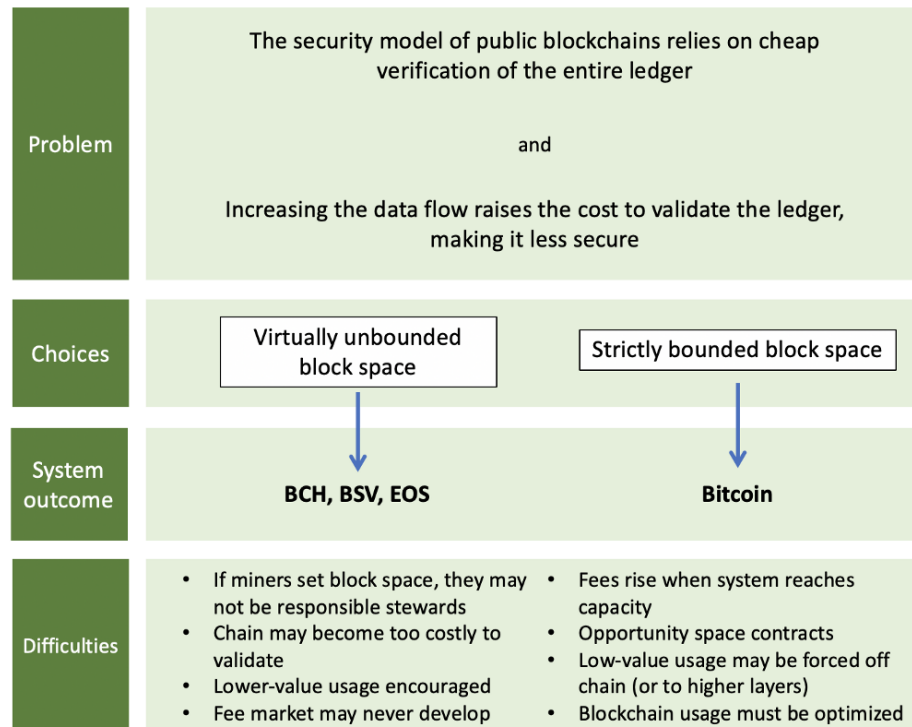 Problem
The security model of public blockchains relies on cheap
verification of the entire ledger
and
Increasing the data flow raises the cost to validate the ledger,
making it less secure
Choices
Virtually unbounded
block space
Strictly bounded block space
System
outcome
BCH, BSV, EOS
Bitcoin
Difficulties
• If miners set block space, they may
not be responsible stewards
• Chain may become too costly to
validate
• Lower-value usage encouraged
• Fee market may never develop
• Fees rise when system reaches
capacity
• Opportunity space contracts
• Low-value usage may be forced off
chain (or to higher layers)
• Blockchain usage must be optimized